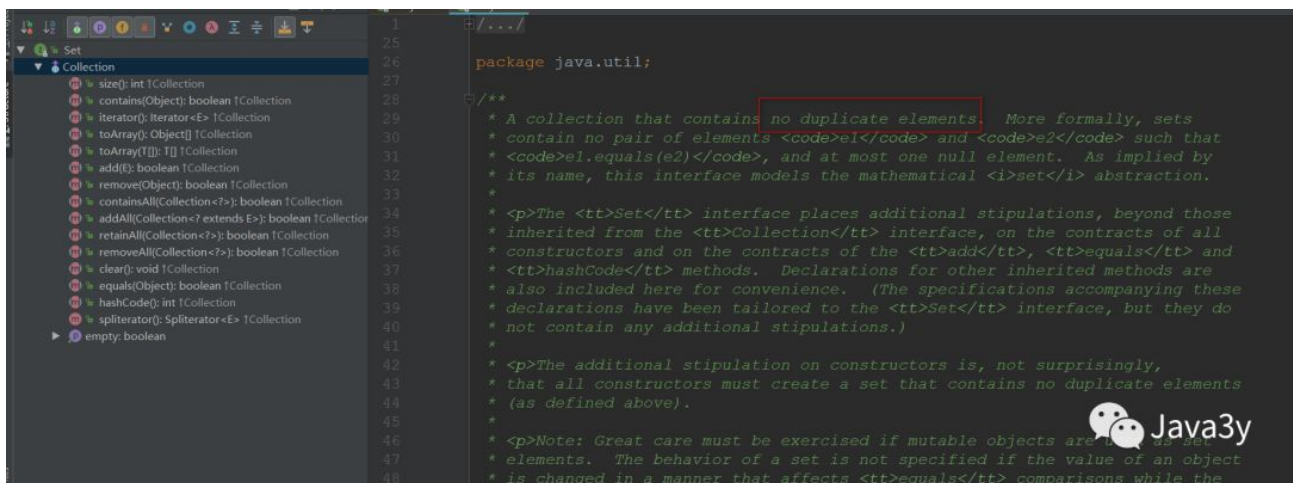 Set
Collection
size(): int ↑Collection
contains(Object): boolean ↑Collection
iterator(): Iterator<E> ↑Collection
toArray(): Object[] ↑Collection
toArray(T[]): T[] ↑Collection
add(E): boolean ↑Collection
remove(Object): boolean ↑Collection
containsAll(Collection<?>): boolean ↑Collection
addAll(Collection<? extends E>): boolean ↑Collection
retainAll(Collection<?>): boolean ↑Collection
removeAll(Collection<?>): boolean ↑Collection
clear(): void ↑Collection
equals(Object): boolean ↑Collection
hashCode(): int ↑Collection
spliterator(): Spliterator<E> ↑Collection
empty: boolean
1 /.../
25
26 package java.util;
27
28 /**
29 * A collection that contains no duplicate elements. More formally, sets
30 * contain no pair of elements <code>e1</code> and <code>e2</code> such that
31 * <code>e1.equals(e2)</code>, and at most one null element. As implied by
32 * its name, this interface models the mathematical <i>set</i> abstraction.
33 *
34 * <p>The <tt>Set</tt> interface places additional stipulations, beyond those
35 * inherited from the <tt>Collection</tt> interface, on the contracts of all
36 * constructors and on the contracts of the <tt>add</tt>, <tt>equals</tt> and
37 * <tt>hashCode</tt> methods. Declarations for other inherited methods are
38 * also included here for convenience. (The specifications accompanying these
39 * declarations have been tailored to the <tt>Set</tt> interface, but they do
40 * not contain any additional stipulations.)
41 *
42 * <p>The additional stipulation on constructors is, not surprisingly,
43 * that all constructors must create a set that contains no duplicate elements
44 * (as defined above).
45 *
46 * <p>Note: Great care must be exercised if mutable objects are as set
47 * elements. The behavior of a set is not specified if the value of an object
48 * is changed in a manner that affects <tt>equals</tt> comparisons while the
Java3y